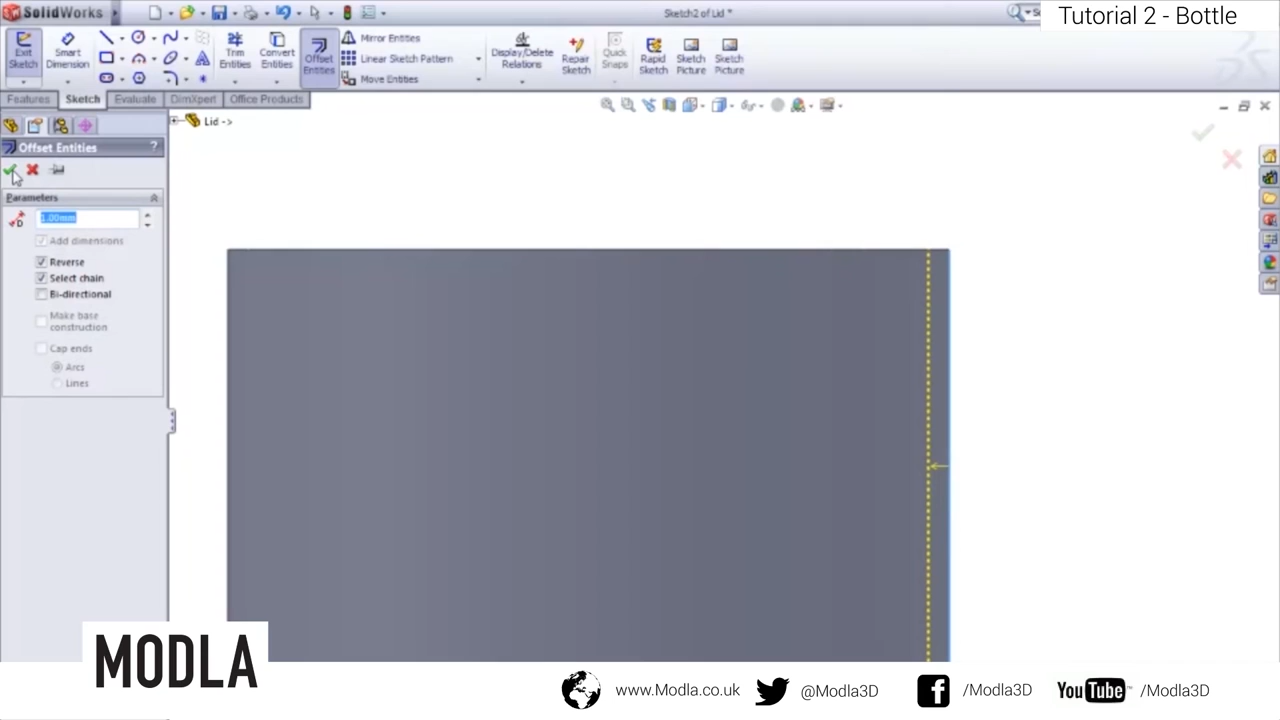 SolidWorks
Sketch2 of Lid *
Tutorial 2 - Bottle
Exit Sketch
Smart Dimension
Trim Entities
Convert Entities
Offset Entities
Mirror Entities
Linear Sketch Pattern
Move Entities
Display/Delete Relations
Repair Sketch
Quick Snaps
Rapid Sketch
Sketch Picture
Sketch Picture
Features
Sketch
Evaluate
DimXpert
Office Products
Lid ->
Offset Entities
?
Parameters
1.00mm
Add dimensions
Reverse
Select chain
Bi-directional
Make base construction
Cap ends
Arcs
Lines
MODLA
www.Modla.co.uk
@Modla3D
/Modla3D
YouTube
/Modla3D